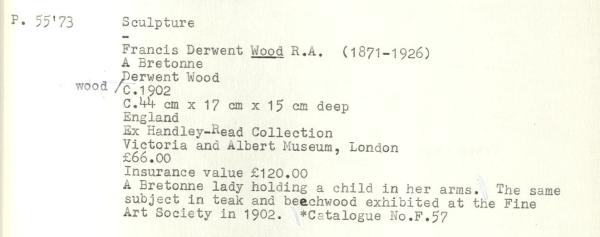 P. 55'73 Sculpture
-
Francis Derwent Wood R.A. (1871-1926)
A Bretonne
Derwent Wood
wood / C.1902
C.44 cm x 17 cm x 15 cm deep
England
Ex Handley-Read Collection
Victoria and Albert Museum, London
£66.00
Insurance value £120.00
A Bretonne lady holding a child in her arms. The same
subject in teak and beechwood exhibited at the Fine
Art Society in 1902. *Catalogue No.F.57